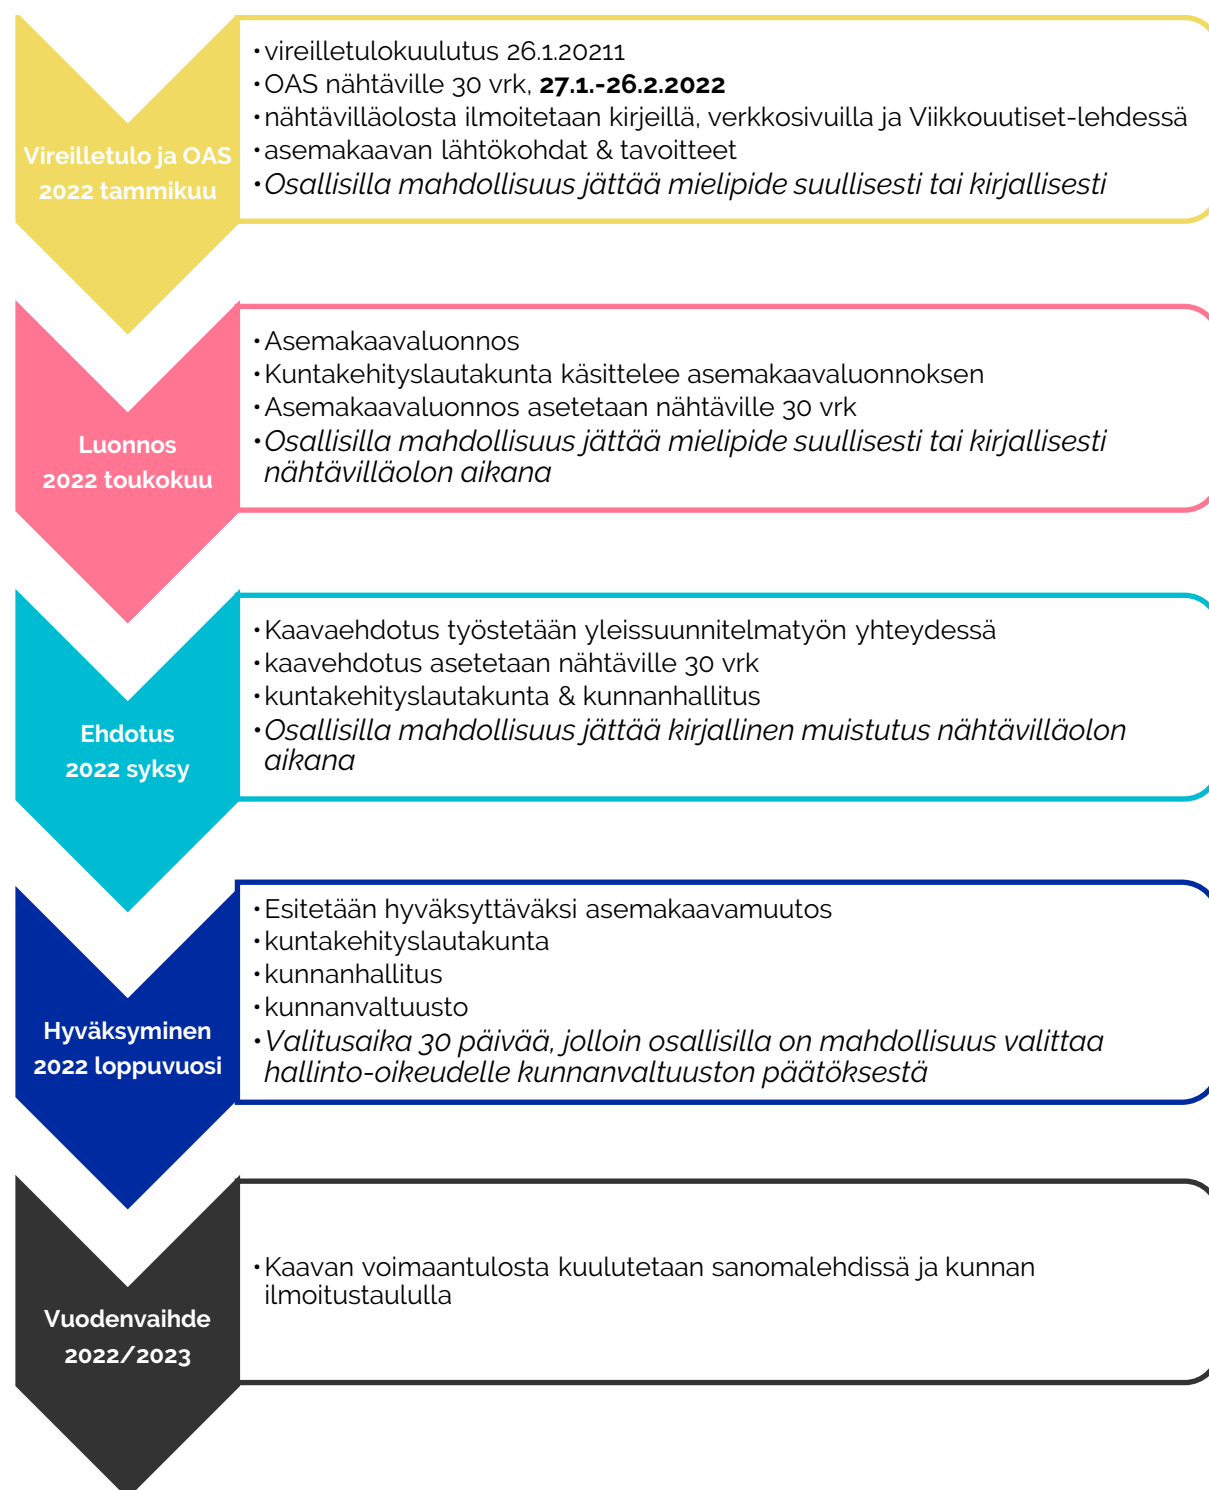 Vireilletulo ja OAS
2022 tammikuu
•vireilletulokuulutus 26.1.20211
•OAS nähtäville 30 vrk, 27.1.-26.2.2022
•nähtävilläolosta ilmoitetaan kirjeillä, verkkosivuilla ja Viikkouutiset-lehdessä
•asemakaavan lähtökohdat & tavoitteet
•Osallisilla mahdollisuus jättää mielipide suullisesti tai kirjallisesti
Luonnos
2022 toukokuu
•Asemakaavaluonnos
•Kuntakehityslautakunta käsittelee asemakaavaluonnoksen
•Asemakaavaluonnos asetetaan nähtäville 30 vrk
•Osallisilla mahdollisuus jättää mielipide suullisesti tai kirjallisesti
nähtävilläolon aikana
Ehdotus
2022 syksy
•Kaavaehdotus työstetään yleissuunnitelmatyön yhteydessä
•kaavehdotus asetetaan nähtäville 30 vrk
•kuntakehityslautakunta & kunnanhallitus
•Osallisilla mahdollisuus jättää kirjallinen muistutus nähtävilläolon
aikana
Hyväksyminen
2022 loppuvuosi
•Esitetään hyväksyttäväksi asemakaavamuutos
•kuntakehityslautakunta
•kunnanhallitus
•kunnanvaltuusto
•Valitusaika 30 päivää, jolloin osallisilla on mahdollisuus valittaa
hallinto-oikeudelle kunnanvaltuuston päätöksestä
Vuodenvaihde
2022/2023
•Kaavan voimaantulosta kuulutetaan sanomalehdissä ja kunnan
ilmoitustaululla